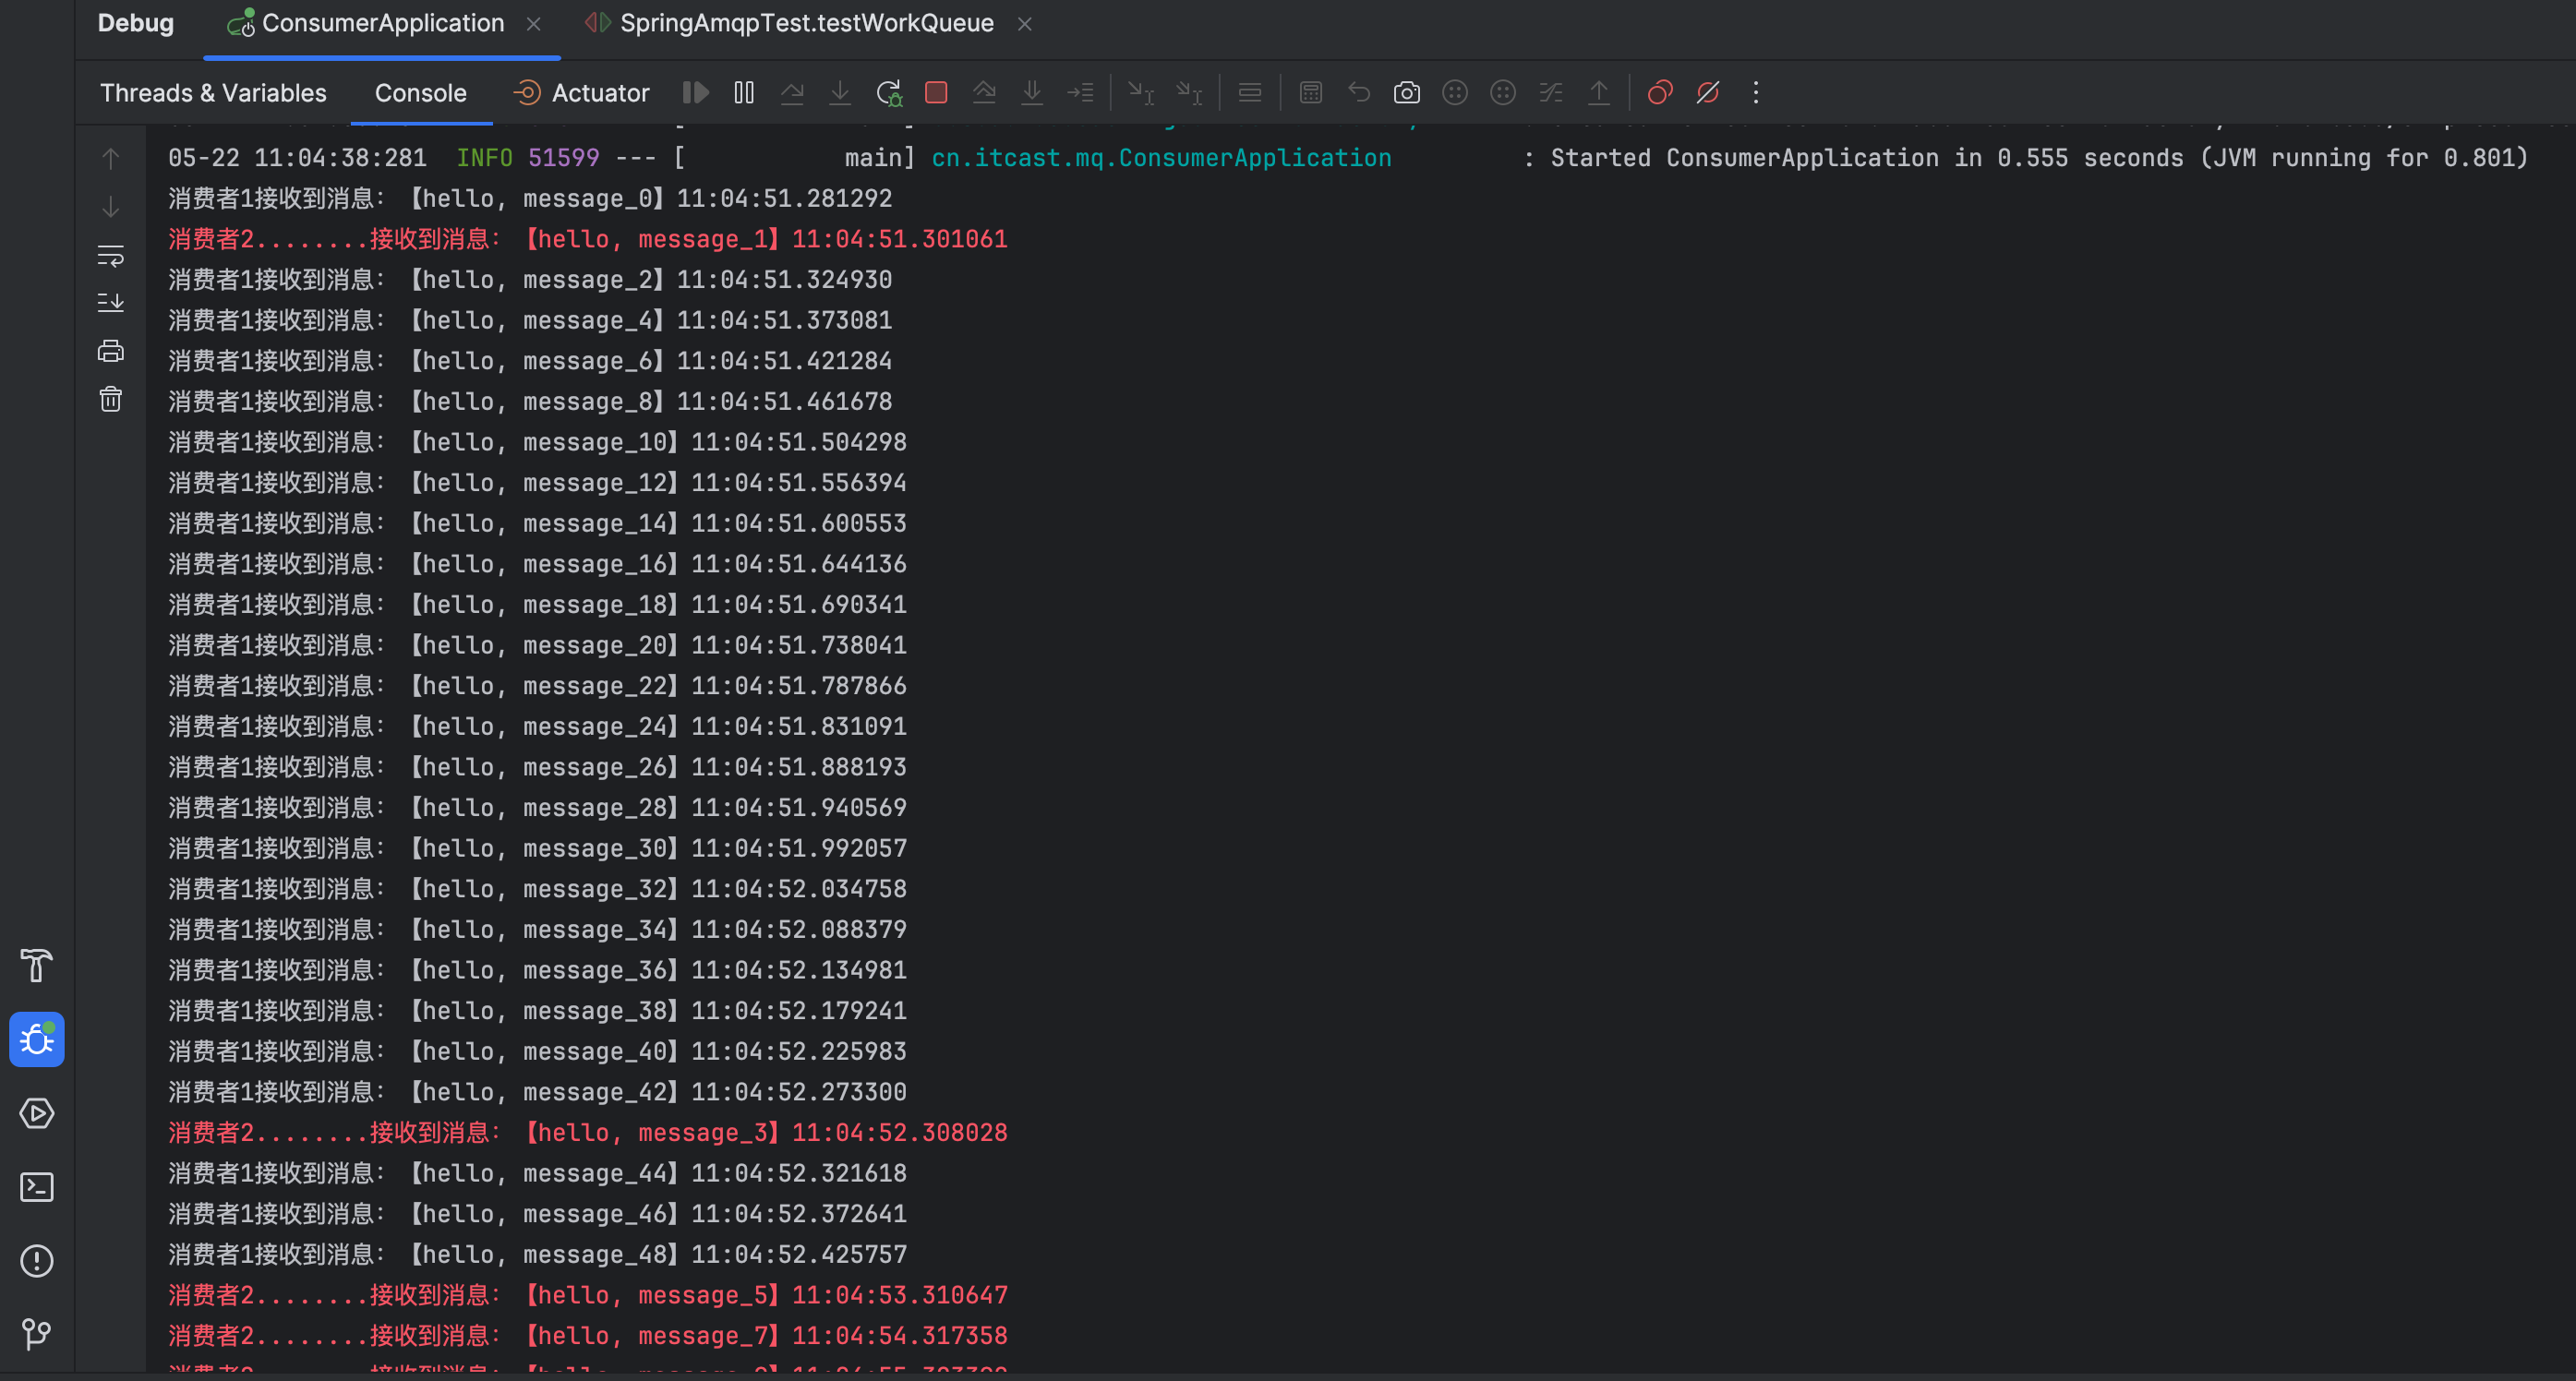 Debug ConsumerApplication SpringAmqpTest.testWorkQueue
Threads & Variables Console Actuator
05-22 11:04:38:281 INFO 51599 --- [ main] cn.itcast.mq.ConsumerApplication : Started ConsumerApplication in 0.555 seconds (JVM running for 0.801)
消费者1接收到消息：【hello, message_0】11:04:51.281292
消费者2........接收到消息：【hello, message_1】11:04:51.301061
消费者1接收到消息：【hello, message_2】11:04:51.324930
消费者1接收到消息：【hello, message_4】11:04:51.373081
消费者1接收到消息：【hello, message_6】11:04:51.421284
消费者1接收到消息：【hello, message_8】11:04:51.461678
消费者1接收到消息：【hello, message_10】11:04:51.504298
消费者1接收到消息：【hello, message_12】11:04:51.556394
消费者1接收到消息：【hello, message_14】11:04:51.600553
消费者1接收到消息：【hello, message_16】11:04:51.644136
消费者1接收到消息：【hello, message_18】11:04:51.690341
消费者1接收到消息：【hello, message_20】11:04:51.738041
消费者1接收到消息：【hello, message_22】11:04:51.787866
消费者1接收到消息：【hello, message_24】11:04:51.831091
消费者1接收到消息：【hello, message_26】11:04:51.888193
消费者1接收到消息：【hello, message_28】11:04:51.940569
消费者1接收到消息：【hello, message_30】11:04:51.992057
消费者1接收到消息：【hello, message_32】11:04:52.034758
消费者1接收到消息：【hello, message_34】11:04:52.088379
消费者1接收到消息：【hello, message_36】11:04:52.134981
消费者1接收到消息：【hello, message_38】11:04:52.179241
消费者1接收到消息：【hello, message_40】11:04:52.225983
消费者1接收到消息：【hello, message_42】11:04:52.273300
消费者2........接收到消息：【hello, message_3】11:04:52.308028
消费者1接收到消息：【hello, message_44】11:04:52.321618
消费者1接收到消息：【hello, message_46】11:04:52.372641
消费者1接收到消息：【hello, message_48】11:04:52.425757
消费者2........接收到消息：【hello, message_5】11:04:53.310647
消费者2........接收到消息：【hello, message_7】11:04:54.317358